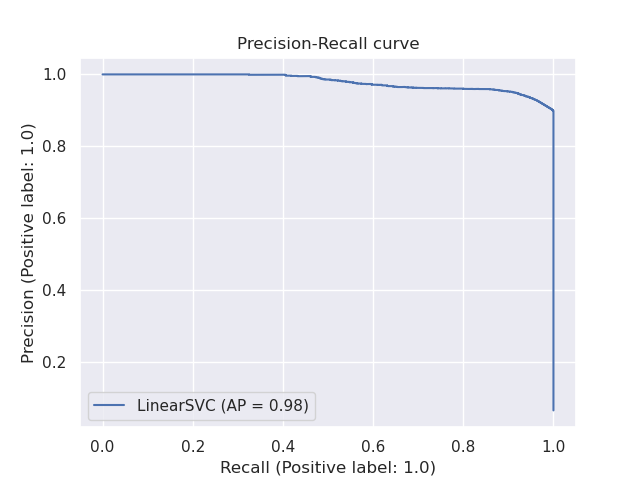 Precision-Recall curve
Precision (Positive label: 1.0)
1.0
0.8
0.6
0.4
0.2
LinearSVC (AP = 0.98)
0.0 0.2 0.4 0.6 0.8 1.0
Recall (Positive label: 1.0)